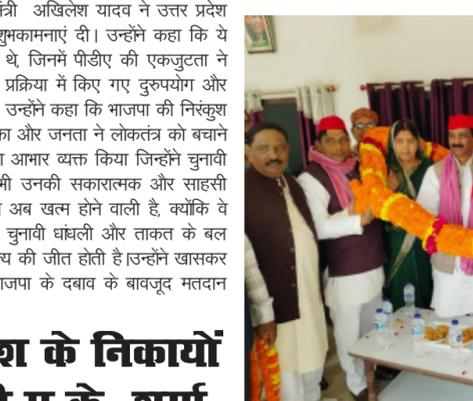 मंत्री अखिलेश यादव ने उत्तर प्रदेश
शुभकामनाएं दी। उन्होंने कहा कि ये
थे, जिनमें पीडीए की एकजुटता ने
प्रक्रिया में किए गए दुरुपयोग और
उन्होंने कहा कि भाजपा की निरंकुश
और जनता ने लोकतंत्र को बचाने
आभार व्यक्त किया जिन्होंने चुनावी
भी उनकी सकारात्मक और साहसी
अब खत्म होने वाली है, क्योंकि वे
चुनावी धांधली और ताकत के बल
की जीत होती है।उन्होंने खासकर
भाजपा के दबाव के बावजूद मतदान
के निकायों